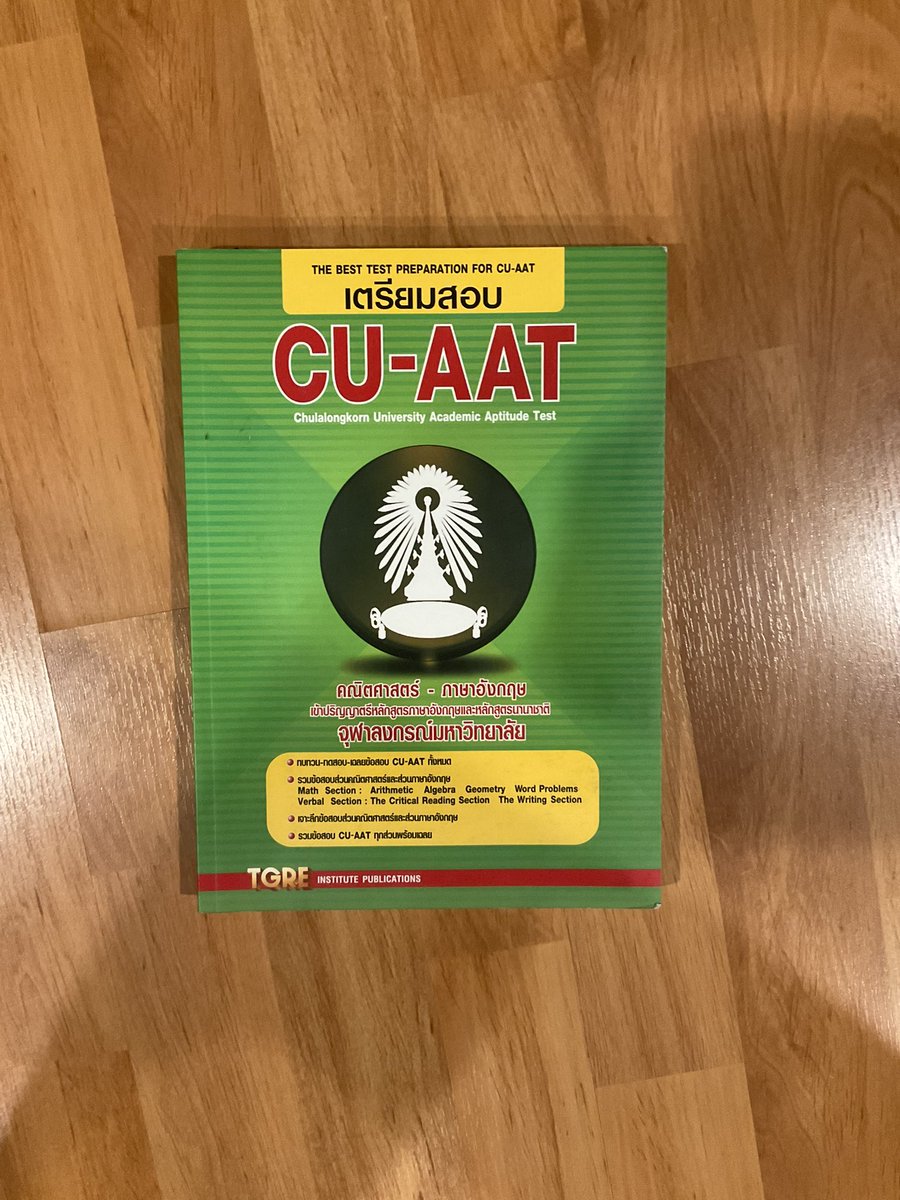 THE BEST TEST PREPARATION FOR CU-AAT
เตรียมสอบ
CU-AAT
Chulalongkorn University Academic Aptitude Test
คณิตศาสตร์ - ภาษาอังกฤษ
เข้าปริญญาตรีหลักสูตรภาษาอังกฤษและหลักสูตรนานาชาติ
จุฬาลงกรณ์มหาวิทยาลัย
ทบทวน-ทดสอบ-เฉลยข้อสอบ CU-AAT ทั้งหมด
รวมข้อสอบส่วนคณิตศาสตร์และส่วนภาษาอังกฤษ
Math Section : Arithmetic Algebra Geometry Word Problems
Verbal Section : The Critical Reading Section The Writing Section
เจาะลึกข้อสอบส่วนคณิตศาสตร์และส่วนภาษาอังกฤษ
รวมข้อสอบ CU-AAT ทุกส่วนพร้อมเฉลย
TGRE INSTITUTE PUBLICATIONS